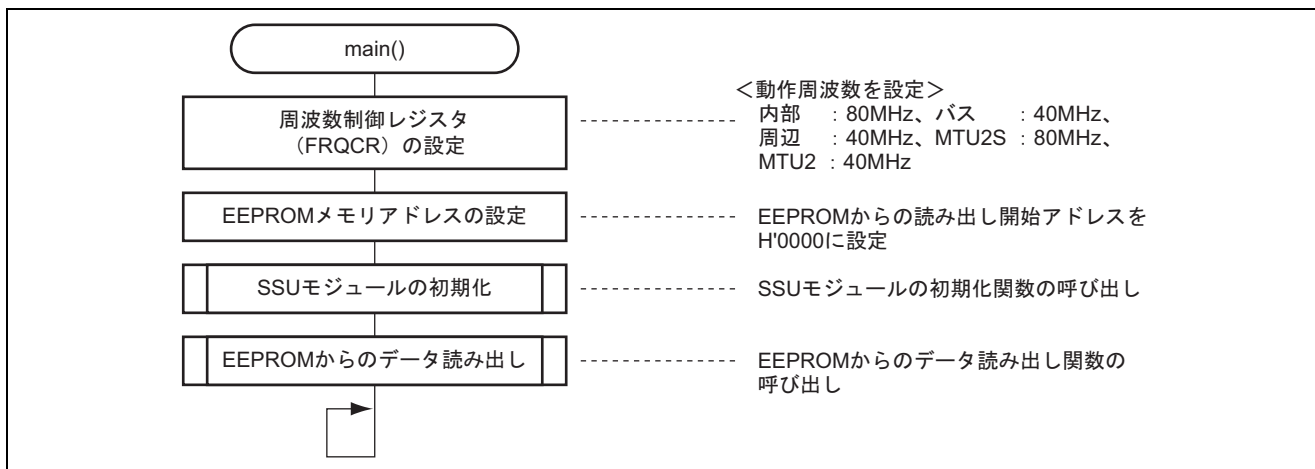 main()
周波数制御レジスタ
（FRQCR）の設定
＜動作周波数を設定＞
内部　：80MHz、バス　　：40MHz、
周辺　：40MHz、MTU2S ：80MHz、
MTU2 ：40MHz
EEPROMメモリアドレスの設定
EEPROMからの読み出し開始アドレスを
H'0000に設定
SSUモジュールの初期化
SSUモジュールの初期化関数の呼び出し
EEPROMからのデータ読み出し
EEPROMからのデータ読み出し関数の
呼び出し